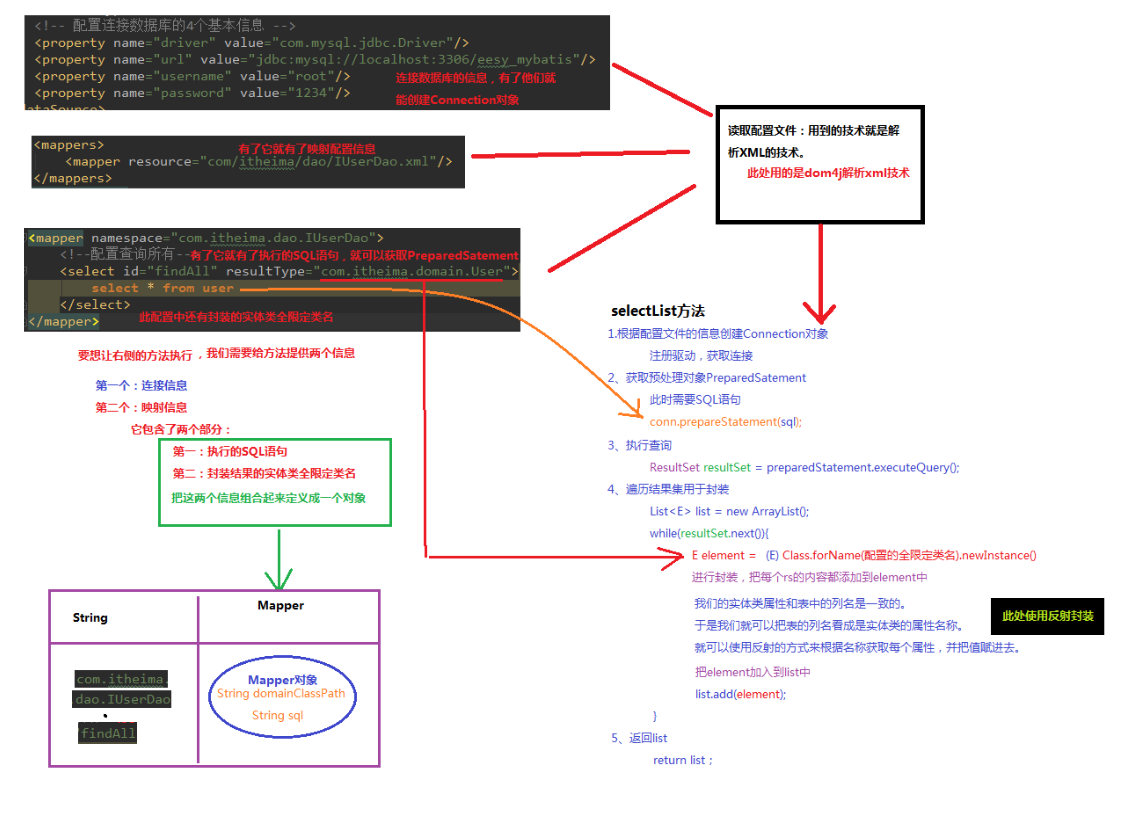 <!-- 配置连接数据库的4个基本信息 -->
<property name="driver" value="com.mysql.jdbc.Driver"/>
<property name="url" value="jdbc:mysql://localhost:3306/eesy_mybatis"/>
<property name="username" value="root"/>
连接数据库的信息，有了他们就
<property name="password" value="1234"/>
能创建Connection对象
dataSource>
<mappers>
有了它就有了映射配置信息
<mapper resource="com/itheima/dao/IUserDao.xml"/>
</mappers>
读取配置文件：用到的技术就是解
析XML的技术。
此处用的是dom4j解析xml技术
<mapper namespace="com.itheima.dao.IUserDao">
<!--配置查询所有--
有了它就有了执行的SQL语句，就可以获取PreparedSatement
<select id="findAll" resultType="com.itheima.domain.User">
select * from user
</select>
</mapper>
此配置中还有封装的实体类全限定类名
要想让右侧的方法执行，我们需要给方法提供两个信息
第一个：连接信息
第二个：映射信息
它包含了两个部分：
第一：执行的SQL语句
第二：封装结果的实体类全限定类名
把这两个信息组合起来定义成一个对象
String
Mapper
com.itheima.
dao.IUserDao
.
findAll
Mapper对象
String domainClassPath
String sql
selectList方法
1.根据配置文件的信息创建Connection对象
注册驱动，获取连接
2、获取预处理对象PreparedSatement
此时需要SQL语句
conn.prepareStatement(sql);
3、执行查询
ResultSet resultSet = preparedStatement.executeQuery();
4、遍历结果集用于封装
List<E> list = new ArrayList();
while(resultSet.next()){
E element = (E) Class.forName(配置的全限定类名).newInstance()
进行封装，把每个rs的内容都添加到element中
我们的实体类属性和表中的列名是一致的。
于是我们就可以把表的列名看成是实体类的属性名称。
就可以使用反射的方式来根据名称获取每个属性，并把值赋进去。
此处使用反射封装
把element加入到list中
list.add(element);
}
5、返回list
return list；